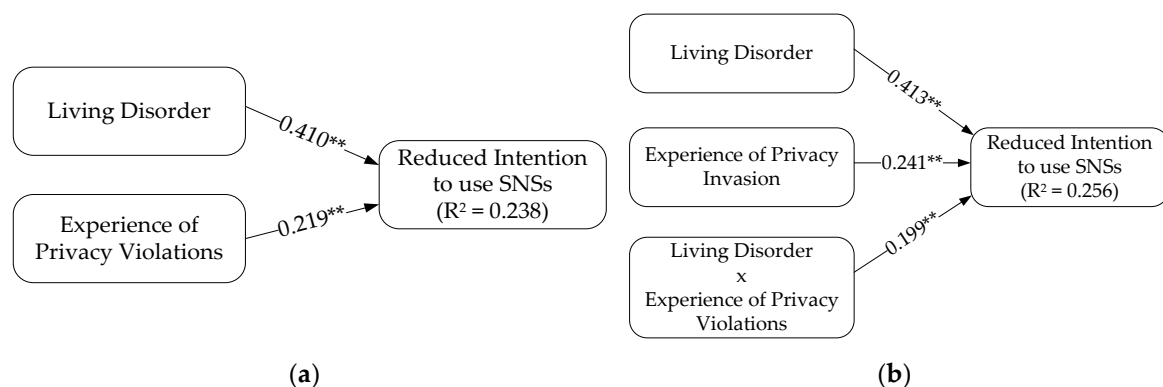 Living Disorder
0.410**
Experience of
Privacy Violations
0.219**
Reduced Intention
to use SNSs
(R² = 0.238)
(a)
Living Disorder
0.413**
Experience of Privacy
Invasion
0.241**
Living Disorder
x
Experience of Privacy
Violations
0.199**
Reduced Intention
to use SNSs
(R² = 0.256)
(b)